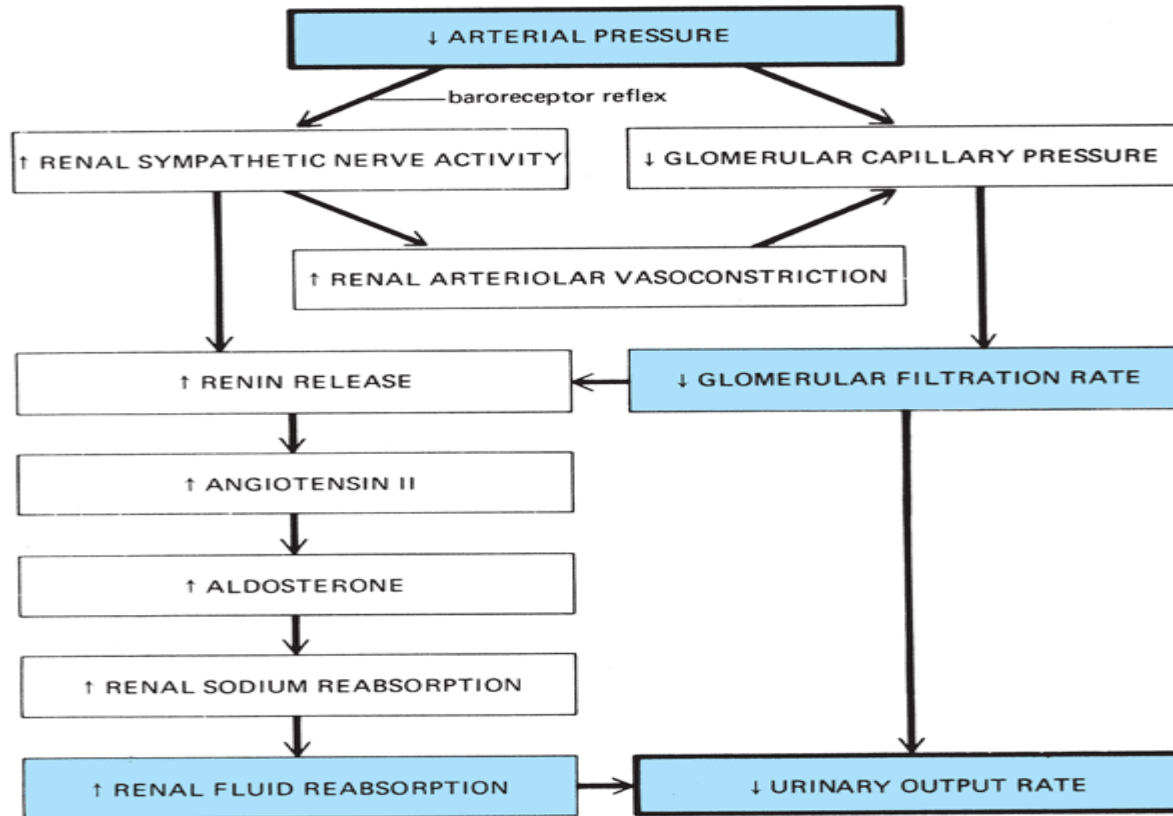 ↓ ARTERIAL PRESSURE
baroreceptor reflex
↑ RENAL SYMPATHETIC NERVE ACTIVITY
↓ GLOMERULAR CAPILLARY PRESSURE
↑ RENAL ARTERIOLAR VASOCONSTRICTION
↑ RENIN RELEASE
↓ GLOMERULAR FILTRATION RATE
↑ ANGIOTENSIN II
↑ ALDOSTERONE
↑ RENAL SODIUM REABSORPTION
↑ RENAL FLUID REABSORPTION
↓ URINARY OUTPUT RATE